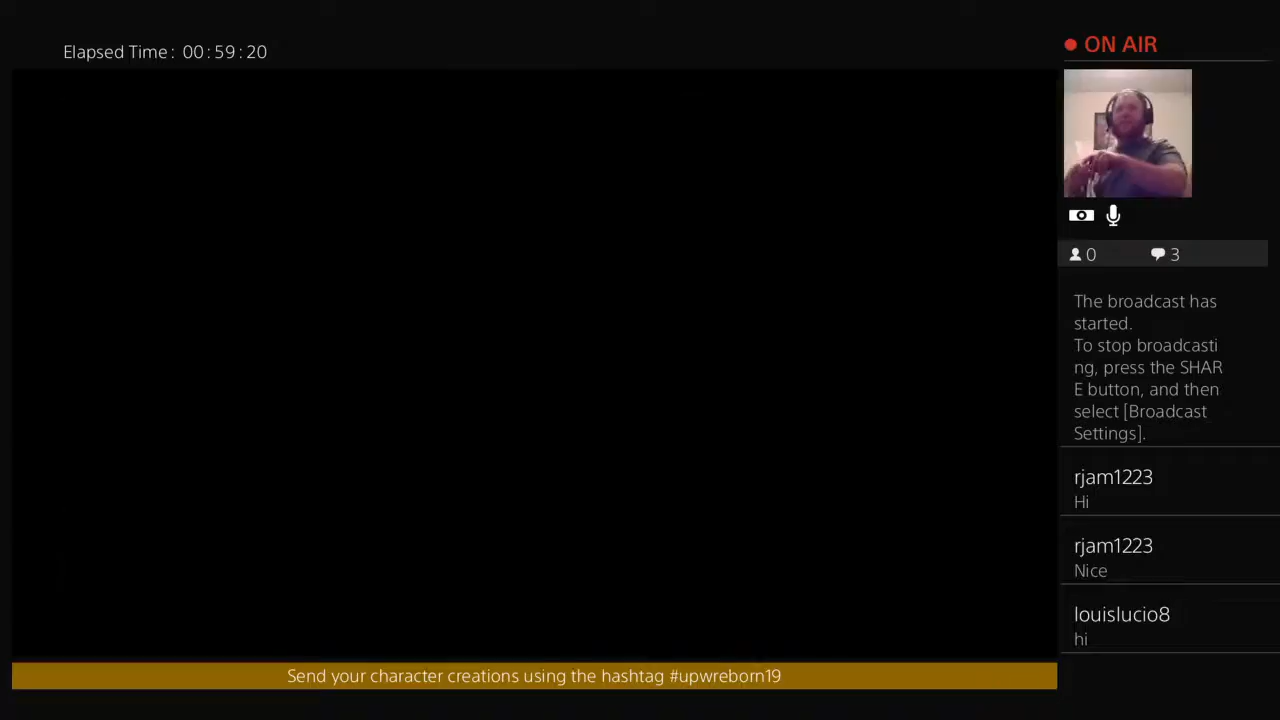 Elapsed Time: 00:59:20
ON AIR
0 3
The broadcast has
started.
To stop broadcasti
ng, press the SHAR
E button, and then
select [Broadcast
Settings].
rjam1223
Hi
rjam1223
Nice
louislucio8
hi
Send your character creations using the hashtag #upwreborn19